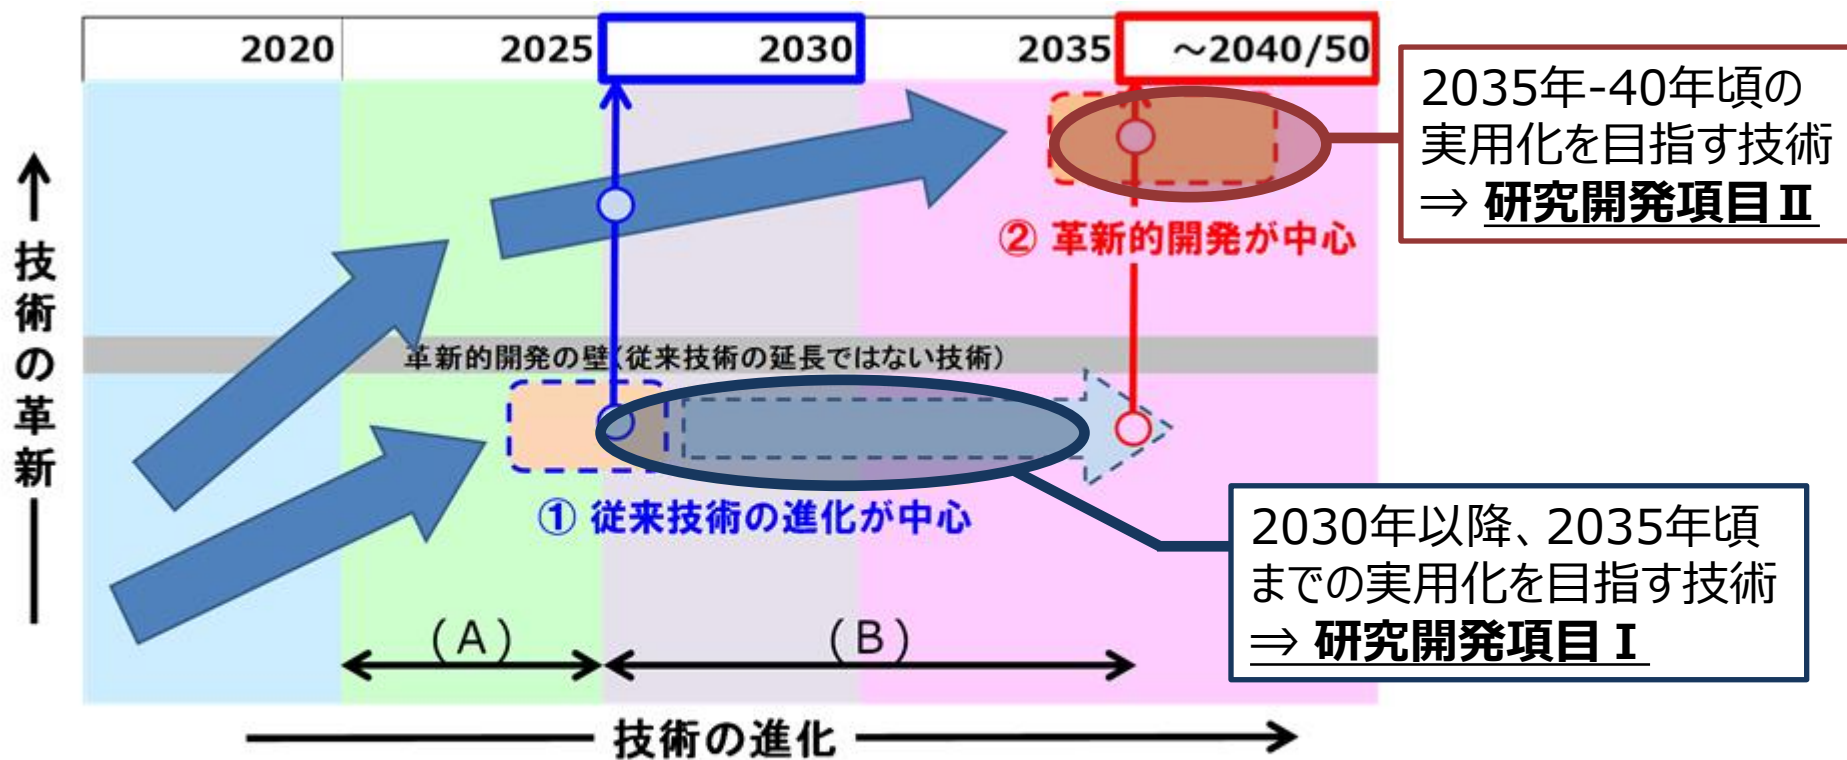 2020 2025 2030 2035 ～2040/50
2035年-40年頃の
実用化を目指す技術
⇒ 研究開発項目Ⅱ
② 革新的開発が中心
技術の革新
革新的開発の壁(従来技術の延長ではない技術)
① 従来技術の進化が中心
2030年以降、2035年頃
までの実用化を目指す技術
⇒ 研究開発項目Ⅰ
(A) (B)
技術の進化